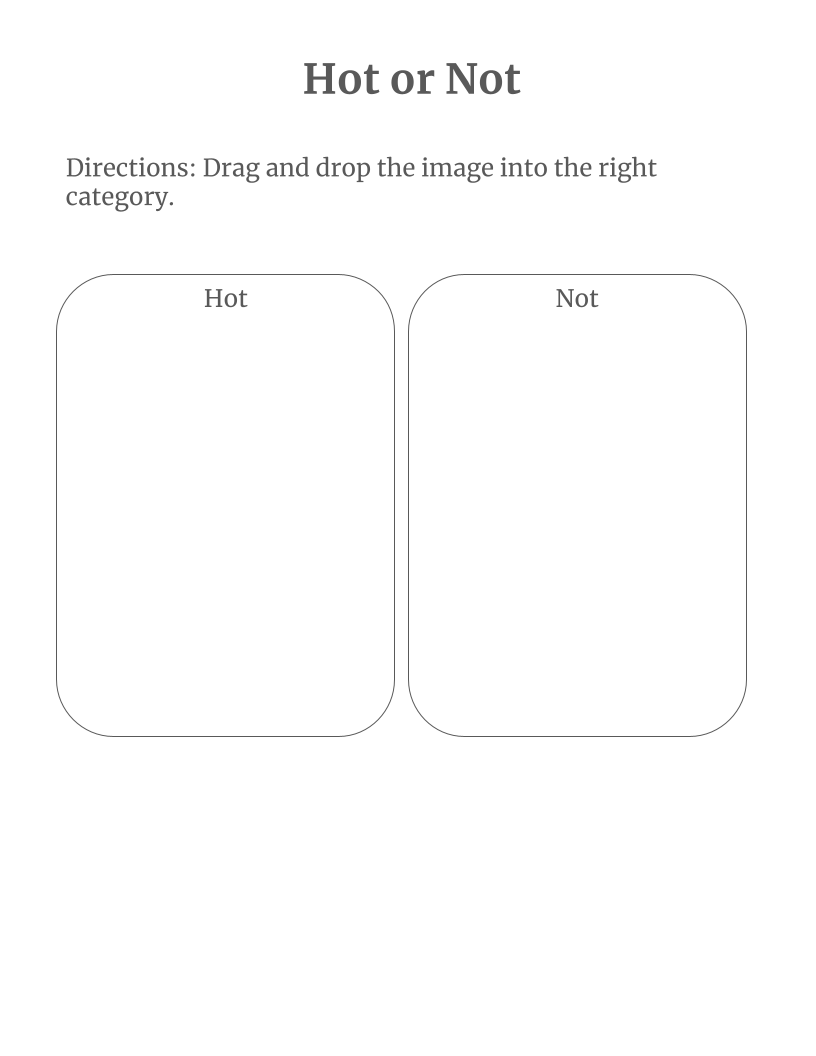 Hot or Not
Directions: Drag and drop the image into the right
category.
Hot
Not